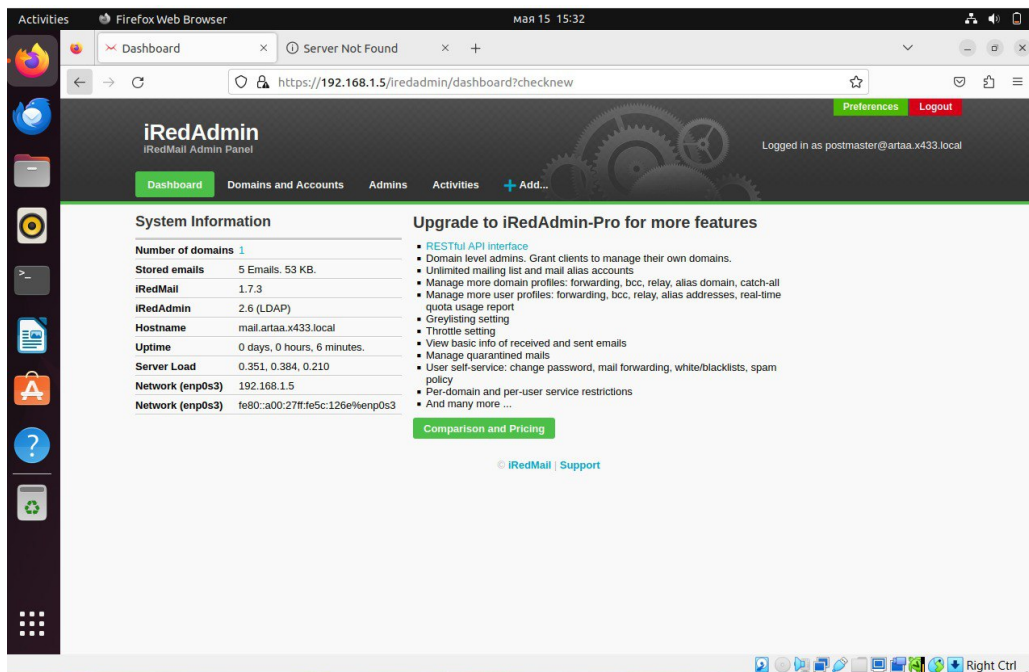 Activities Firefox Web Browser мая 15 15:32
Dashboard × Server Not Found × +
https://192.168.1.5/iredadmin/dashboard?checknew
Preferences Logout
iRedAdmin
iRedMail Admin Panel
Logged in as postmaster@artaa.x433.local
Dashboard Domains and Accounts Admins Activities + Add...
System Information
Number of domains 1
Stored emails 5 Emails. 53 KB.
iRedMail 1.7.3
iRedAdmin 2.6 (LDAP)
Hostname mail.artaa.x433.local
Uptime 0 days, 0 hours, 6 minutes.
Server Load 0.351, 0.384, 0.210
Network (enp0s3) 192.168.1.5
Network (enp0s3) fe80::a00:27ff:fe5c:126e%enp0s3
Upgrade to iRedAdmin-Pro for more features
RESTful API interface
Domain level admins. Grant clients to manage their own domains.
Unlimited mailing list and mail alias accounts
Manage more domain profiles: forwarding, bcc, relay, alias domain, catch-all
Manage more user profiles: forwarding, bcc, relay, alias addresses, real-time
quota usage report
Greylisting setting
Throttle setting
View basic info of received and sent emails
Manage quarantined mails
User self-service: change password, mail forwarding, white/blacklists, spam
policy
Per-domain and per-user service restrictions
And many more ...
Comparison and Pricing
© iRedMail | Support
Right Ctrl